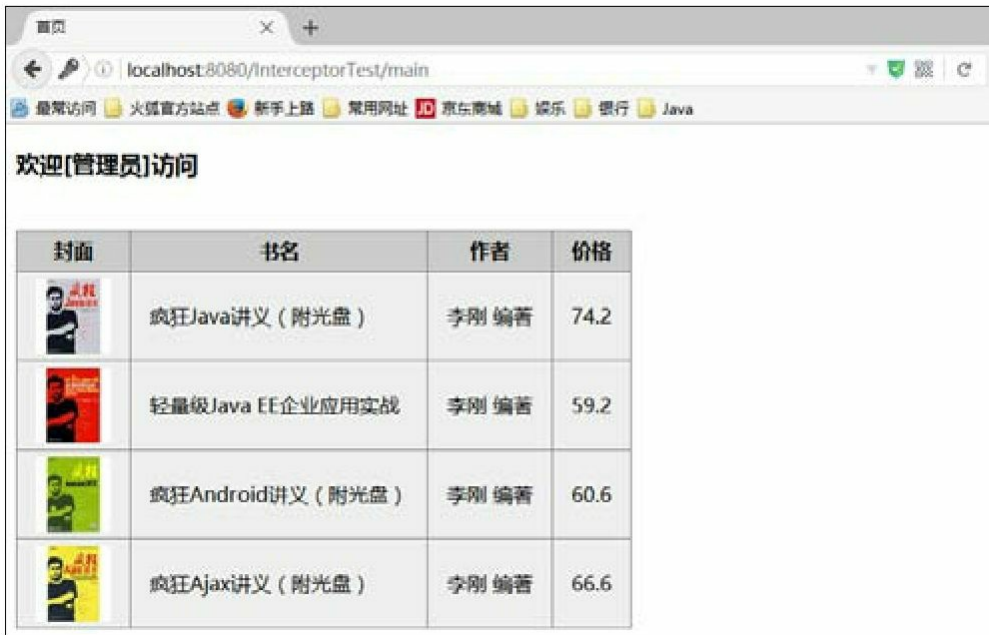 首页
localhost:8080/InterceptorTest/main
最常访问 火狐官方站点 新手上路 常用网址 JD 京东商城 娱乐 银行 Java
欢迎[管理员]访问
封面 书名 作者 价格
疯狂Java讲义（附光盘） 李刚 编著 74.2
轻量级Java EE企业应用实战 李刚 编著 59.2
疯狂Android讲义（附光盘） 李刚 编著 60.6
疯狂Ajax讲义（附光盘） 李刚 编著 66.6